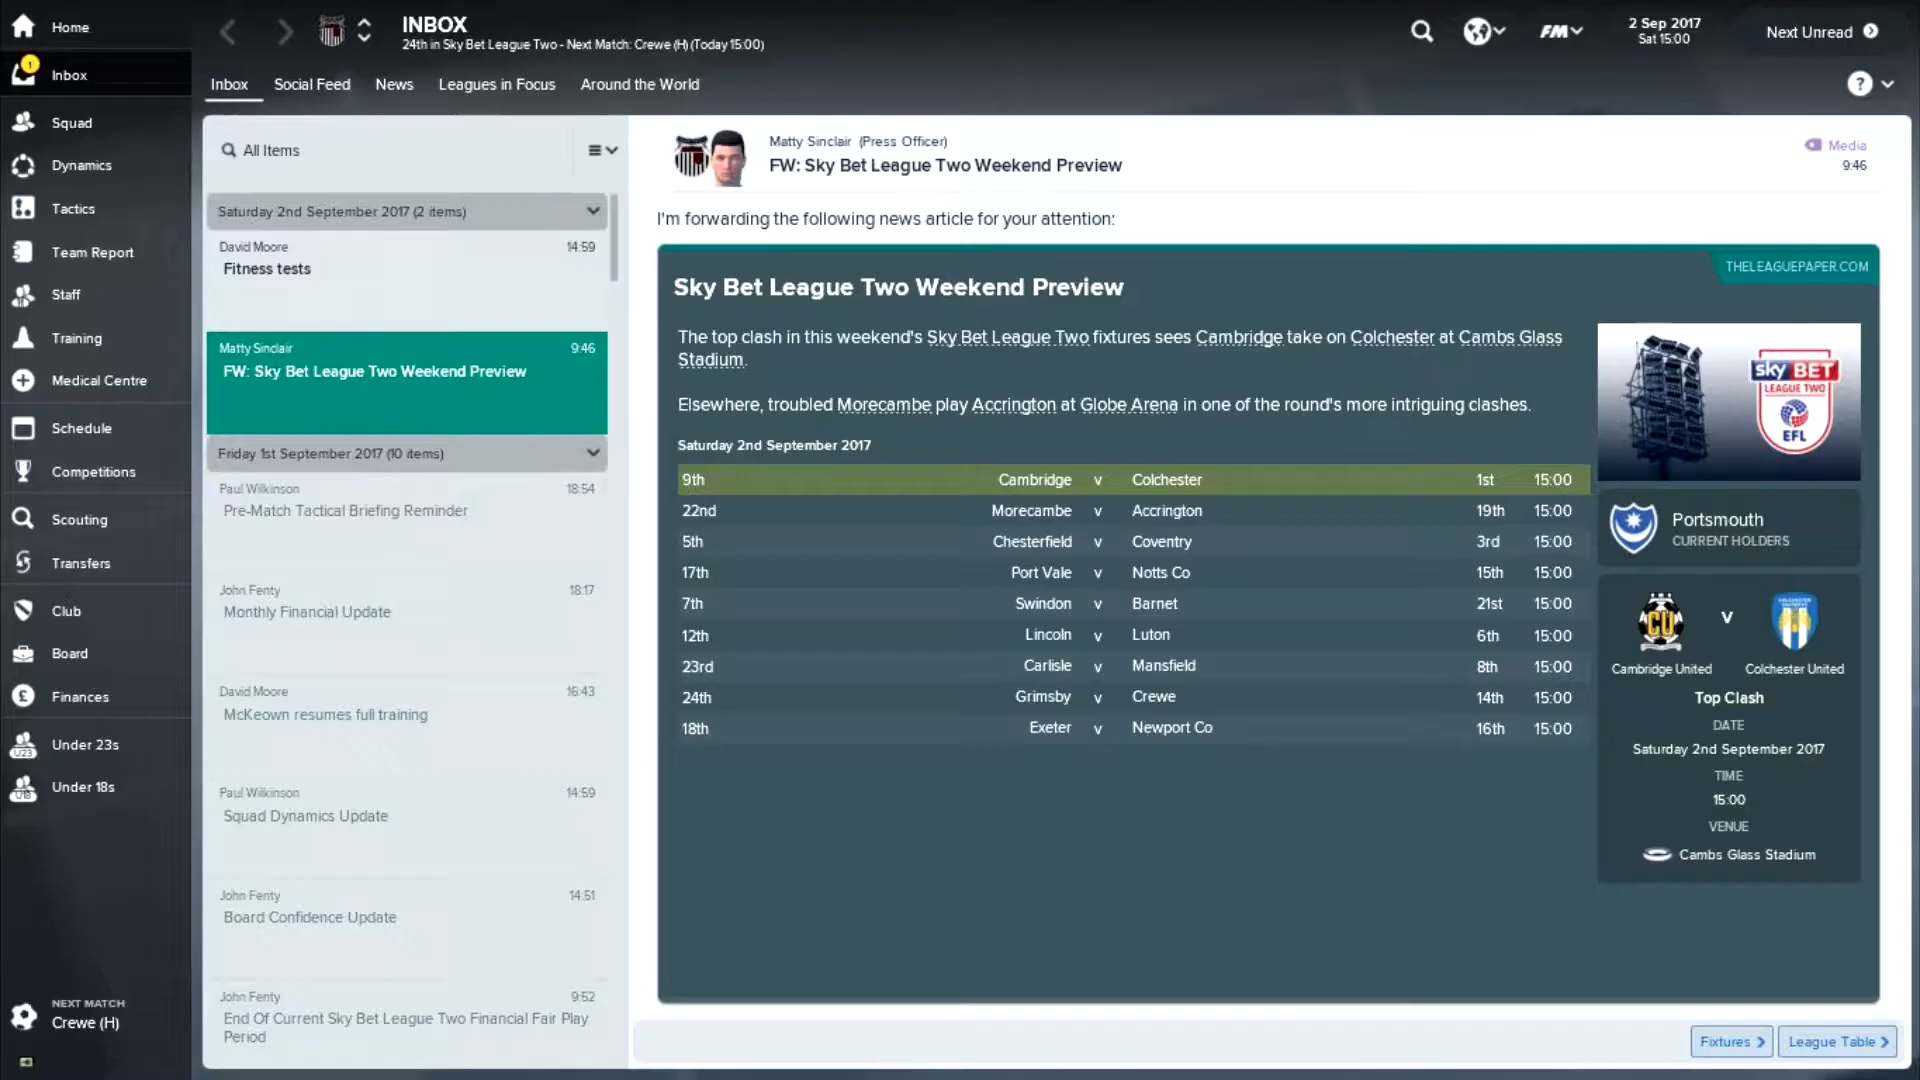 Home
Inbox
1
Squad
Dynamics
Tactics
Team Report
Staff
Training
Medical Centre
Schedule
Competitions
Scouting
Transfers
Club
Board
Finances
Under 23s
U23
Under 18s
U18
NEXT MATCH
Crewe (H)
INBOX
24th in Sky Bet League Two - Next Match: Crewe (H) (Today 15:00)
FM
2 Sep 2017
Sat 15:00
Next Unread
Inbox Social Feed News Leagues in Focus Around the World
?
All Items
Saturday 2nd September 2017 (2 items)
David Moore 14:59
Fitness tests
Matty Sinclair 9:46
FW: Sky Bet League Two Weekend Preview
Friday 1st September 2017 (10 items)
Paul Wilkinson 18:54
Pre-Match Tactical Briefing Reminder
John Fenty 18:17
Monthly Financial Update
David Moore 16:43
McKeown resumes full training
Paul Wilkinson 14:59
Squad Dynamics Update
John Fenty 14:51
Board Confidence Update
John Fenty 9:52
End Of Current Sky Bet League Two Financial Fair Play
Period
Matty Sinclair (Press Officer)
FW: Sky Bet League Two Weekend Preview
Media
9:46
I'm forwarding the following news article for your attention:
THELEAGUEPAPER.COM
Sky Bet League Two Weekend Preview
The top clash in this weekend's Sky Bet League Two fixtures sees Cambridge take on Colchester at Cambs Glass
Stadium.
Elsewhere, troubled Morecambe play Accrington at Globe Arena in one of the round's more intriguing clashes.
Saturday 2nd September 2017
9th Cambridge v Colchester 1st 15:00
22nd Morecambe v Accrington 19th 15:00
5th Chesterfield v Coventry 3rd 15:00
17th Port Vale v Notts Co 15th 15:00
7th Swindon v Barnet 21st 15:00
12th Lincoln v Luton 6th 15:00
23rd Carlisle v Mansfield 8th 15:00
24th Grimsby v Crewe 14th 15:00
18th Exeter v Newport Co 16th 15:00
sky BET
LEAGUE TWO
EFL
Portsmouth
CURRENT HOLDERS
CU
v
Cambridge United Colchester United
Top Clash
DATE
Saturday 2nd September 2017
TIME
15:00
VENUE
Cambs Glass Stadium
Fixtures
League Table